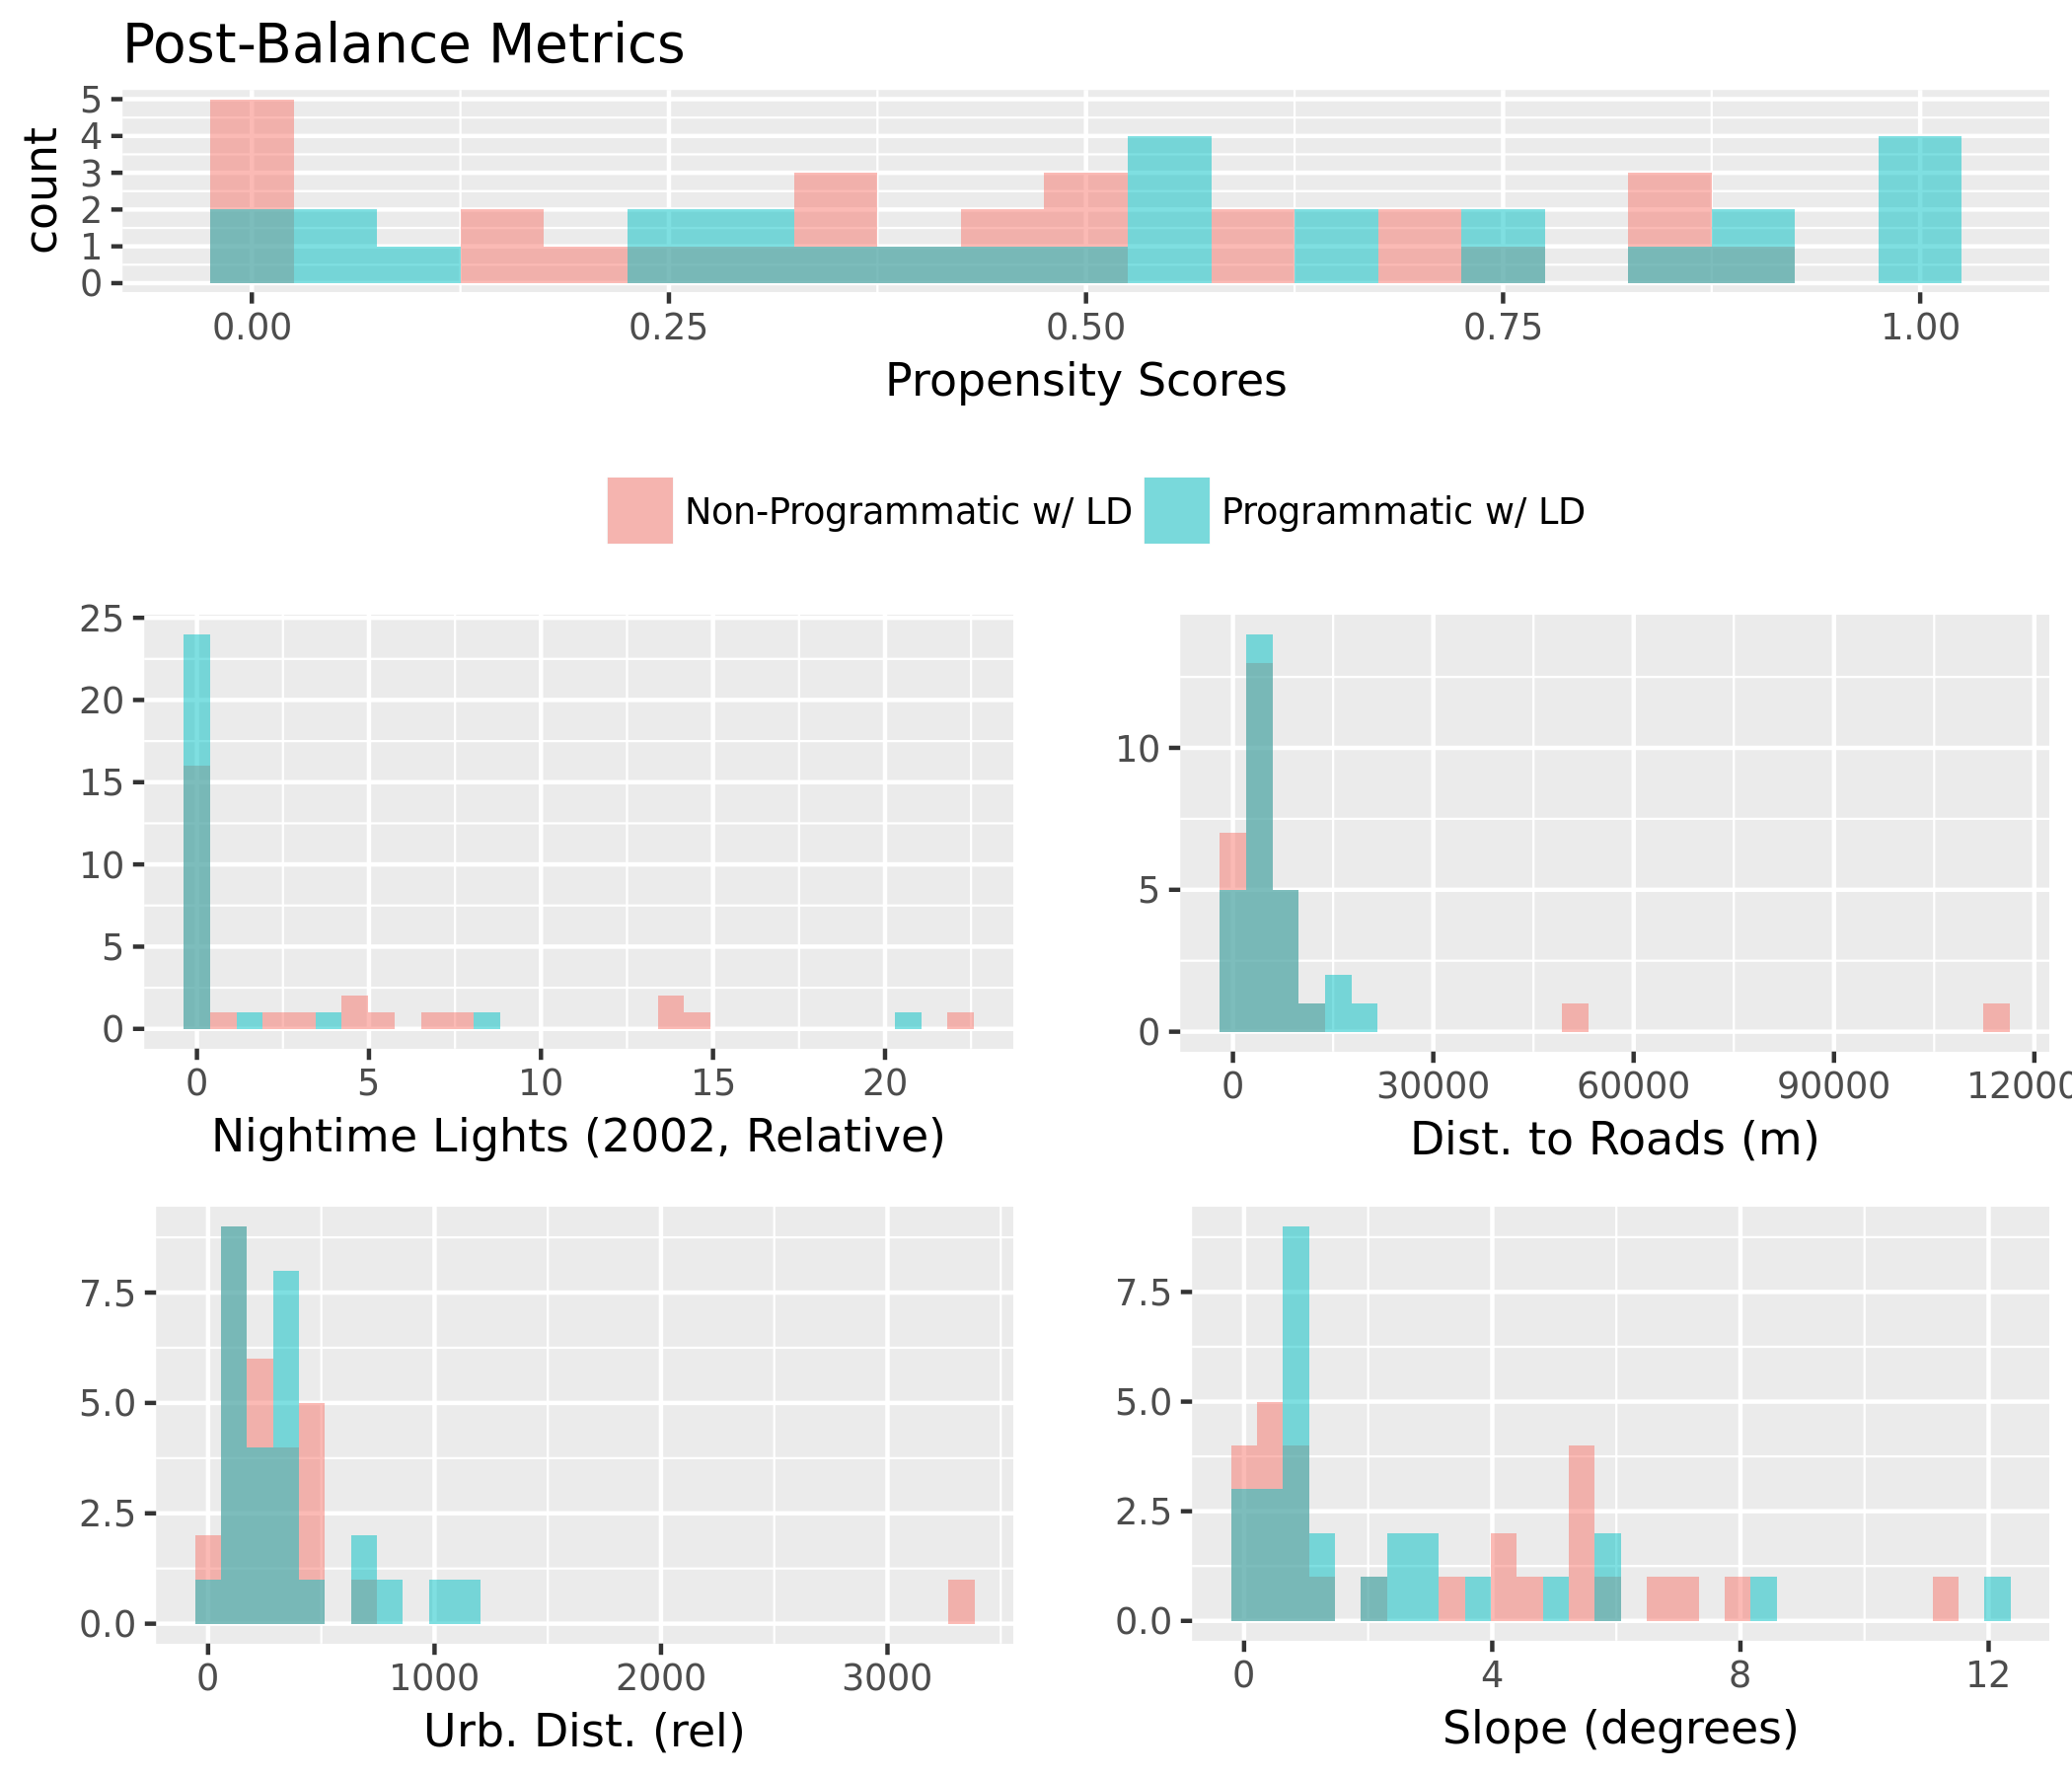 Post-Balance Metrics
count
5
4
3
2
1
0
0.00 0.25 0.50 0.75 1.00
Propensity Scores
Non-Programmatic w/ LD Programmatic w/ LD
25
20
15
10
5
0
0 5 10 15 20
Nightime Lights (2002, Relative)
10
5
0
0 30000 60000 90000 12000
Dist. to Roads (m)
7.5
5.0
2.5
0.0
0 1000 2000 3000
Urb. Dist. (rel)
7.5
5.0
2.5
0.0
0 4 8 12
Slope (degrees)